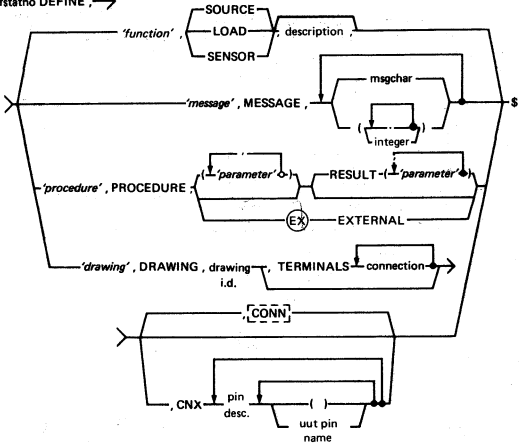 fstatno DEFINE ,
SOURCE
'function' , LOAD , description ,
SENSOR
msgchar
'message' , MESSAGE , $
( , )
integer
( 'parameter' ) RESULT ( 'parameter' )
'procedure' , PROCEDURE ,
EX EXTERNAL
'drawing' , DRAWING , drawing , TERMINALS connection
i.d.
, CONN
, CNX pin
desc. ( )
uut pin
name